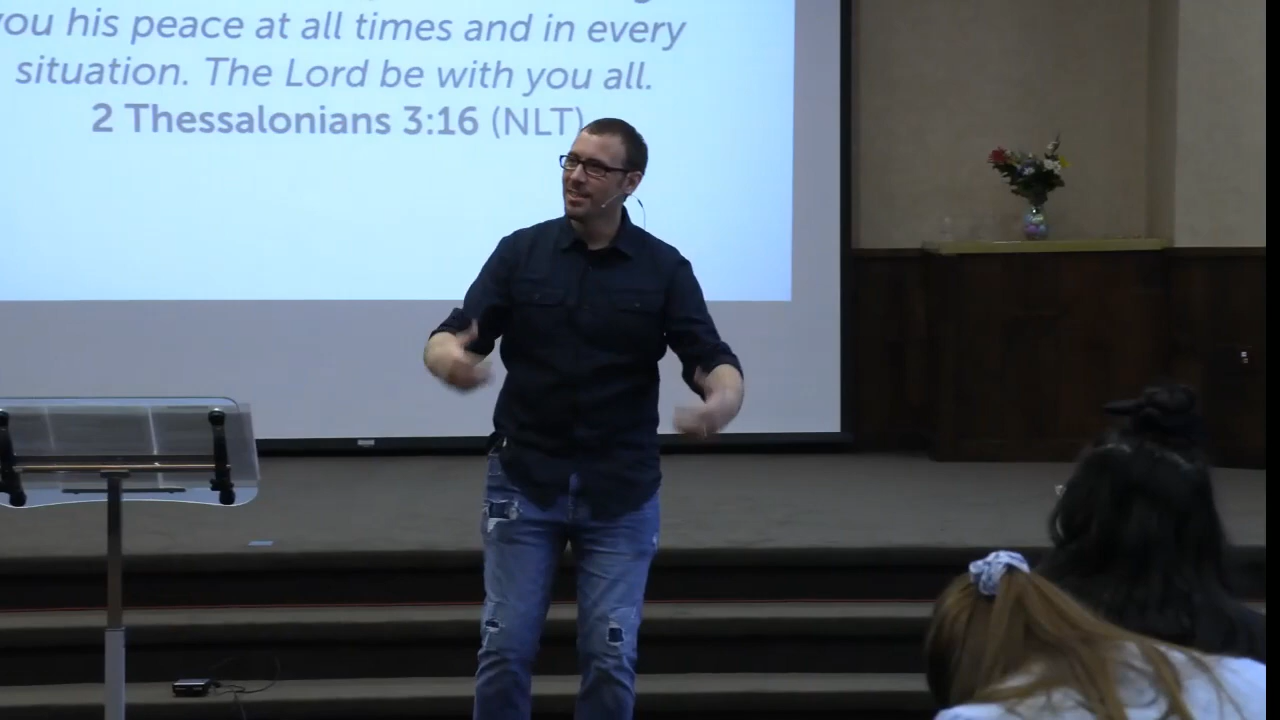 you his peace at all times and in every
situation. The Lord be with you all.
2 Thessalonians 3:16 (NLT)